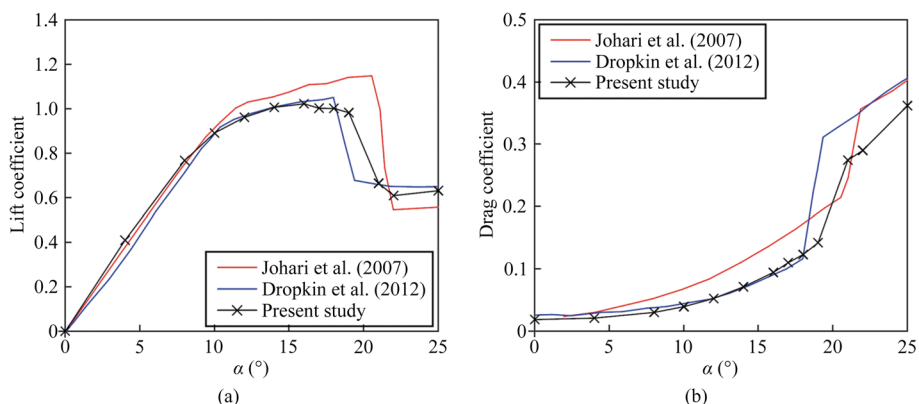 1.4
1.2
1.0
0.8
0.6
0.4
0.2
0
Lift coefficient
Johari et al. (2007)
Dropkin et al. (2012)
Present study
0 5 10 15 20 25
α (°)
(a)
0.5
0.4
0.3
0.2
0.1
0
Drag coefficient
Johari et al. (2007)
Dropkin et al. (2012)
Present study
0 5 10 15 20 25
α (°)
(b)